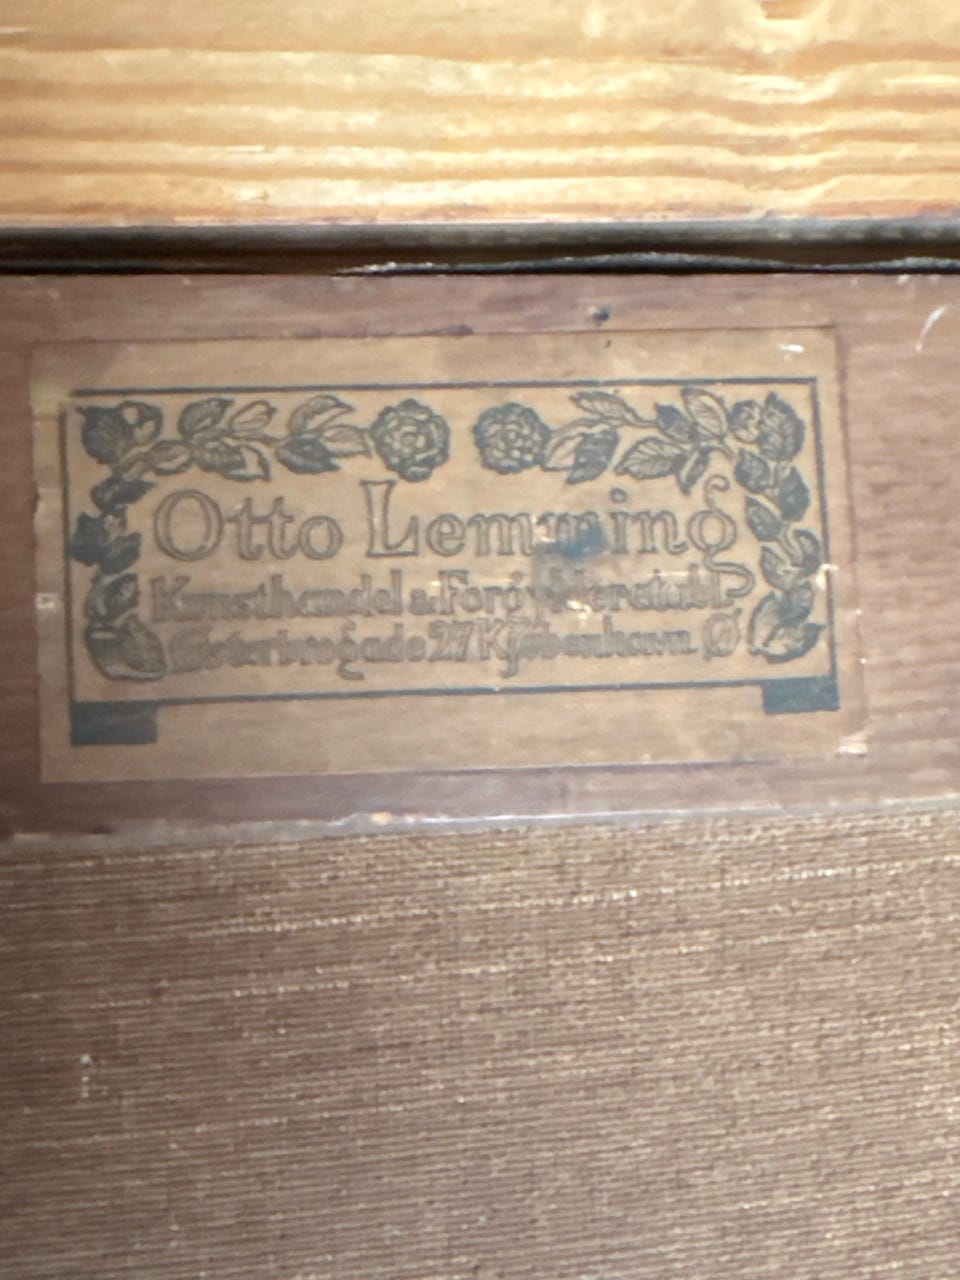 Otto Lemming
Kunsthandel & Forgylderetabl.
Østerbrogade 27 Kjøbenhavn Ø